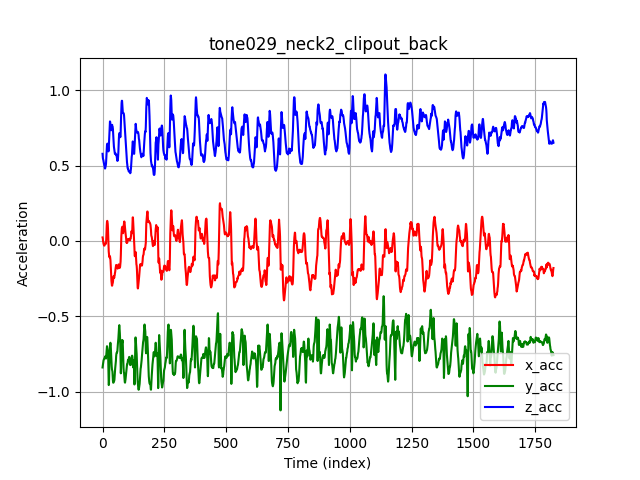 tone029_neck2_clipout_back
Acceleration
1.0
0.5
0.0
−0.5
−1.0
x_acc
y_acc
z_acc
0 250 500 750 1000 1250 1500 1750
Time (index)